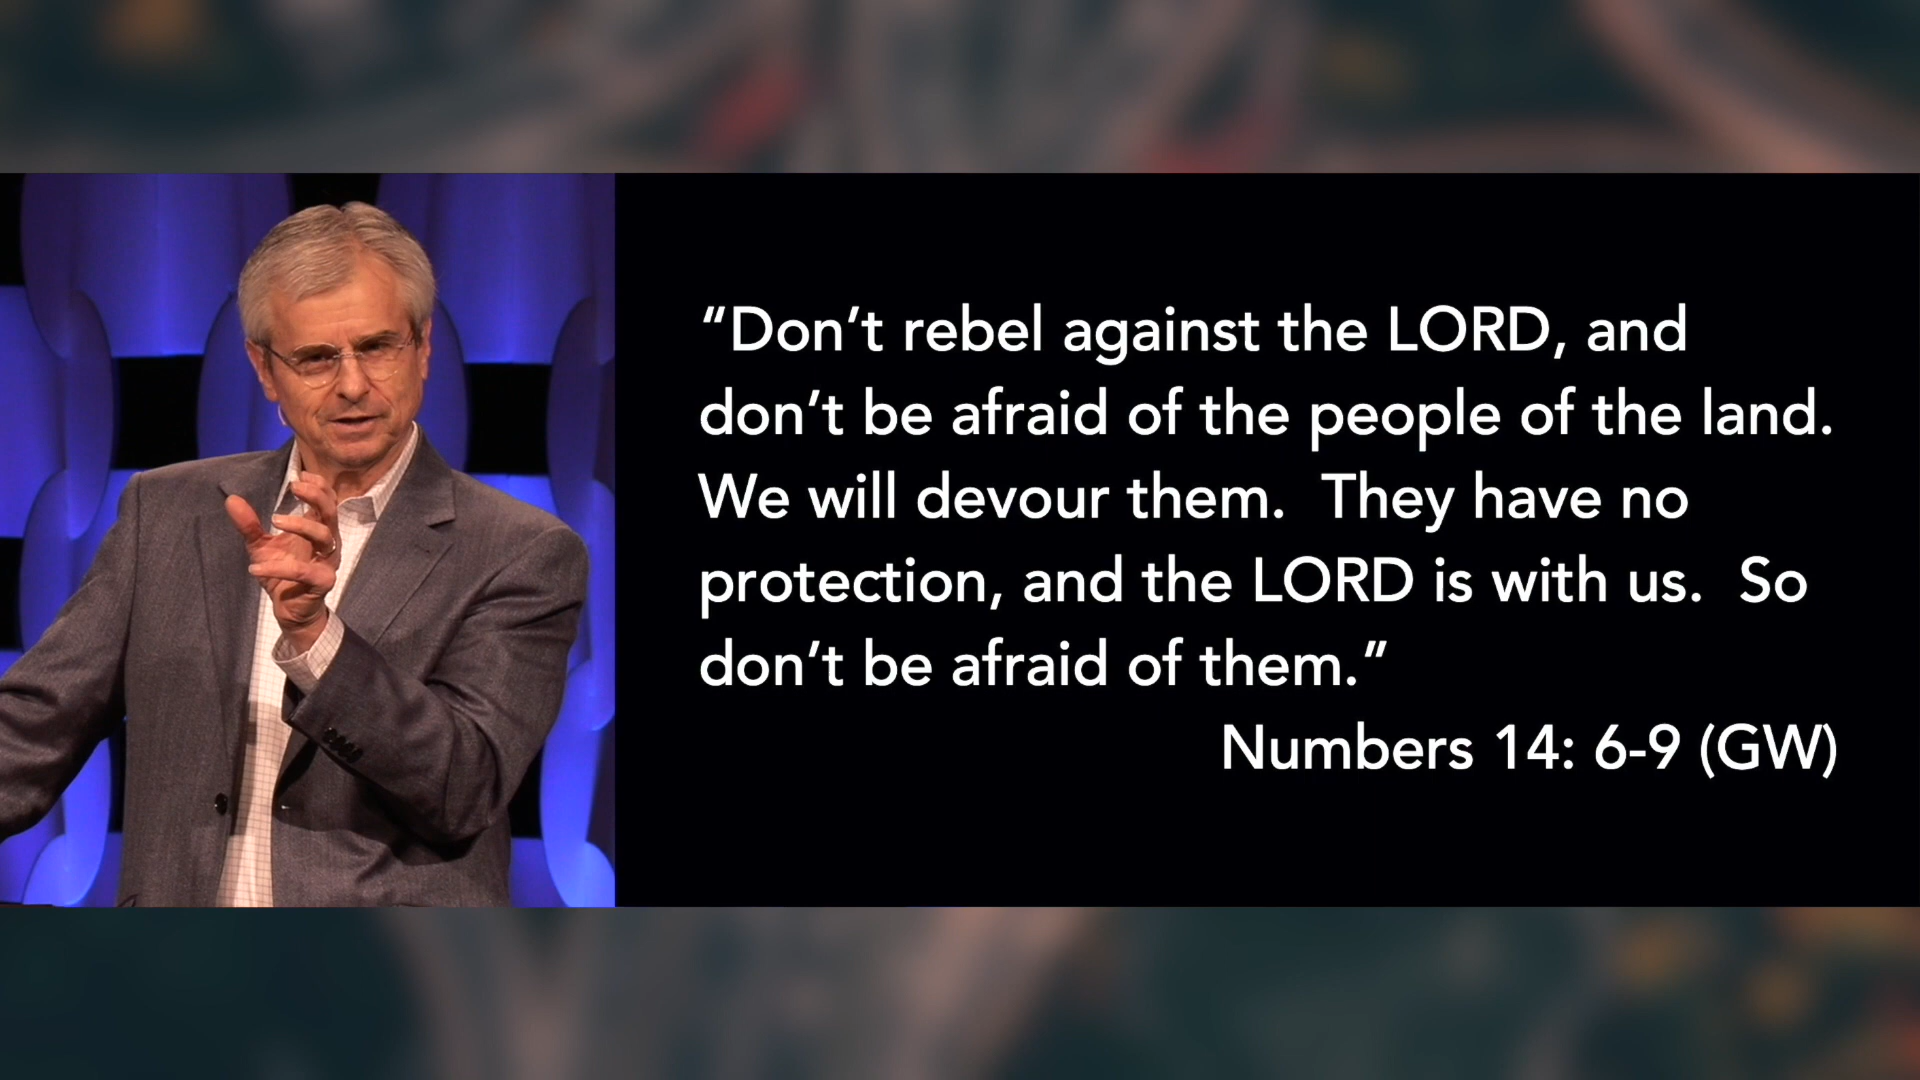 “Don’t rebel against the LORD, and
don’t be afraid of the people of the land.
We will devour them.  They have no
protection, and the LORD is with us.  So
don’t be afraid of them.”
Numbers 14: 6-9 (GW)